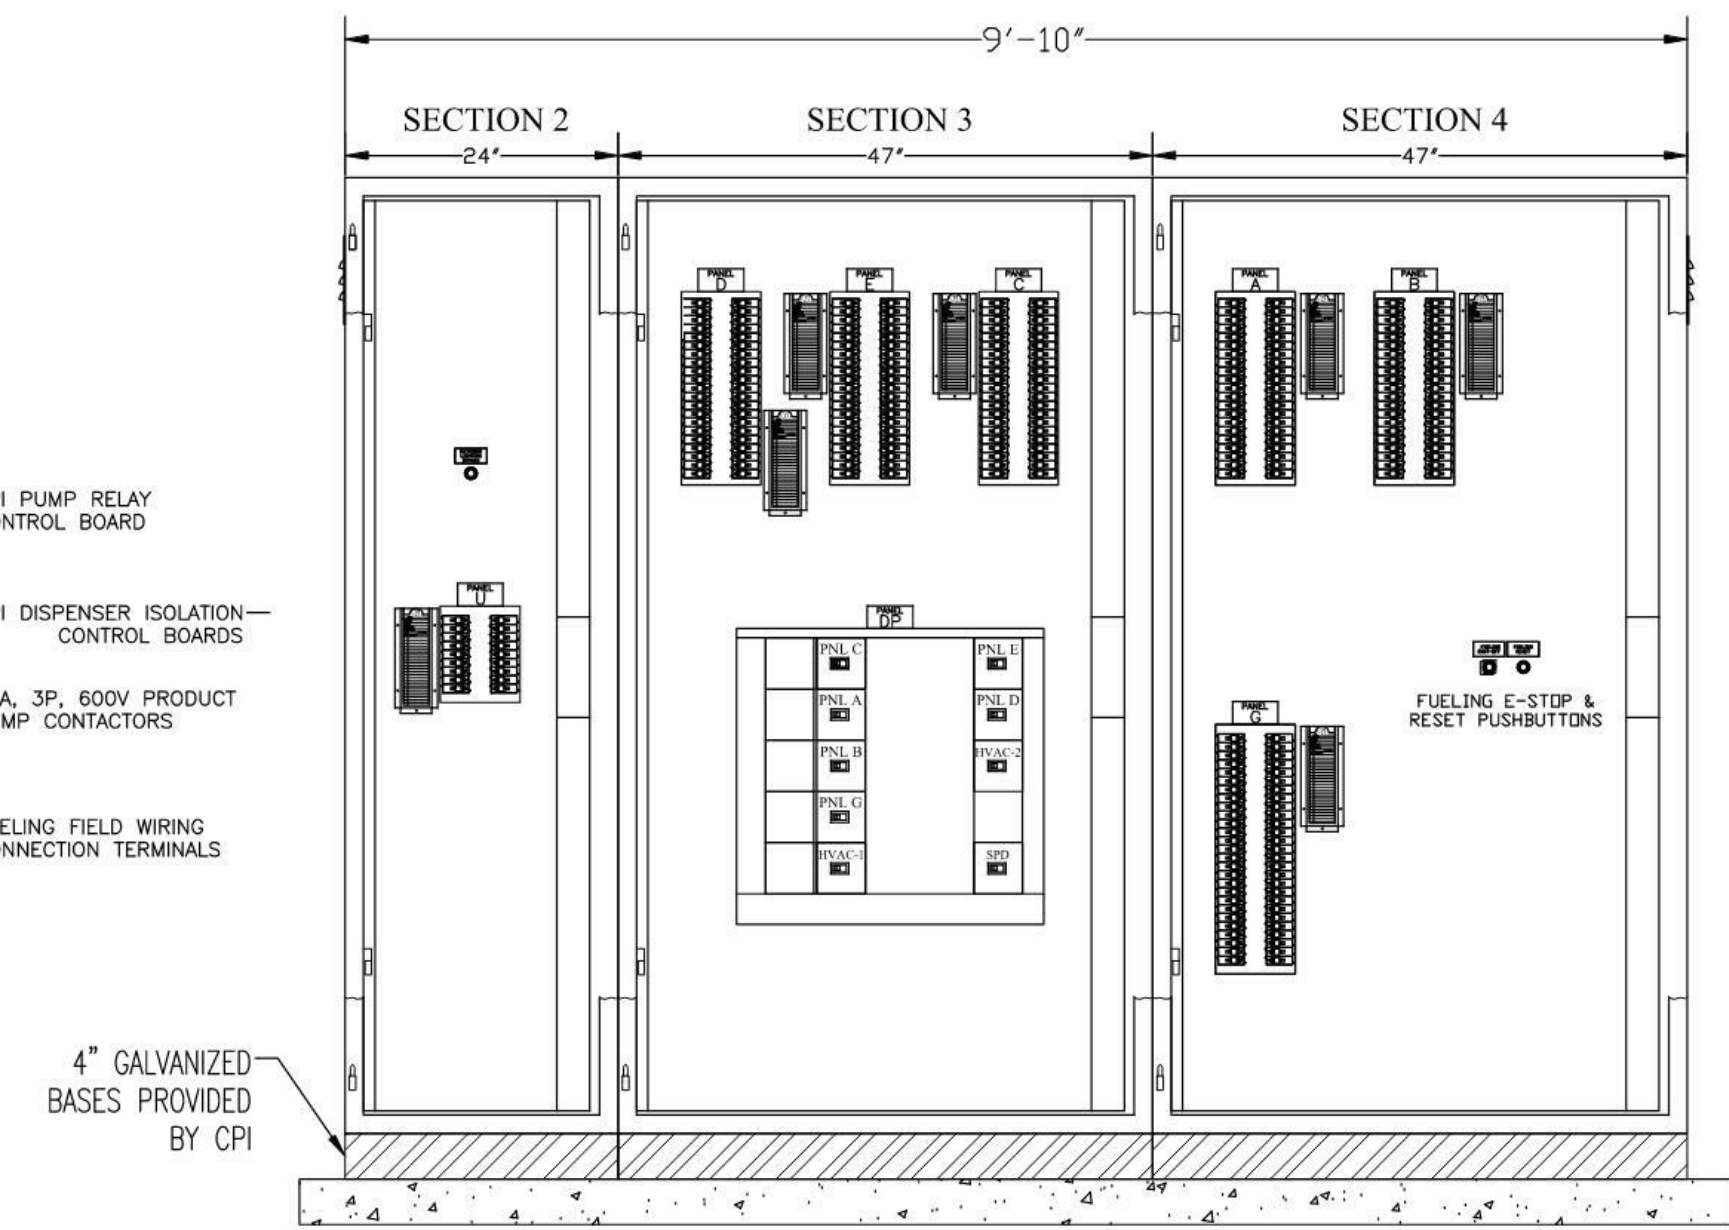 9'-10"
SECTION 2
SECTION 3
SECTION 4
24"
47"
47"
PANEL
D
PANEL
E
PANEL
C
PANEL
A
PANEL
B
I PUMP RELAY
NTROL BOARD
PANEL
U
I DISPENSER ISOLATION
CONTROL BOARDS
A, 3P, 600V PRODUCT
MP CONTACTORS
ELING FIELD WIRING
NNECTION TERMINALS
PANEL
DP
PNL C
PNL E
PNL A
PNL D
PNL B
HVAC-2
PNL G
HVAC-1
SPD
FUELING E-STOP &
RESET PUSHBUTTONS
PANEL
G
4" GALVANIZED
BASES PROVIDED
BY CPI